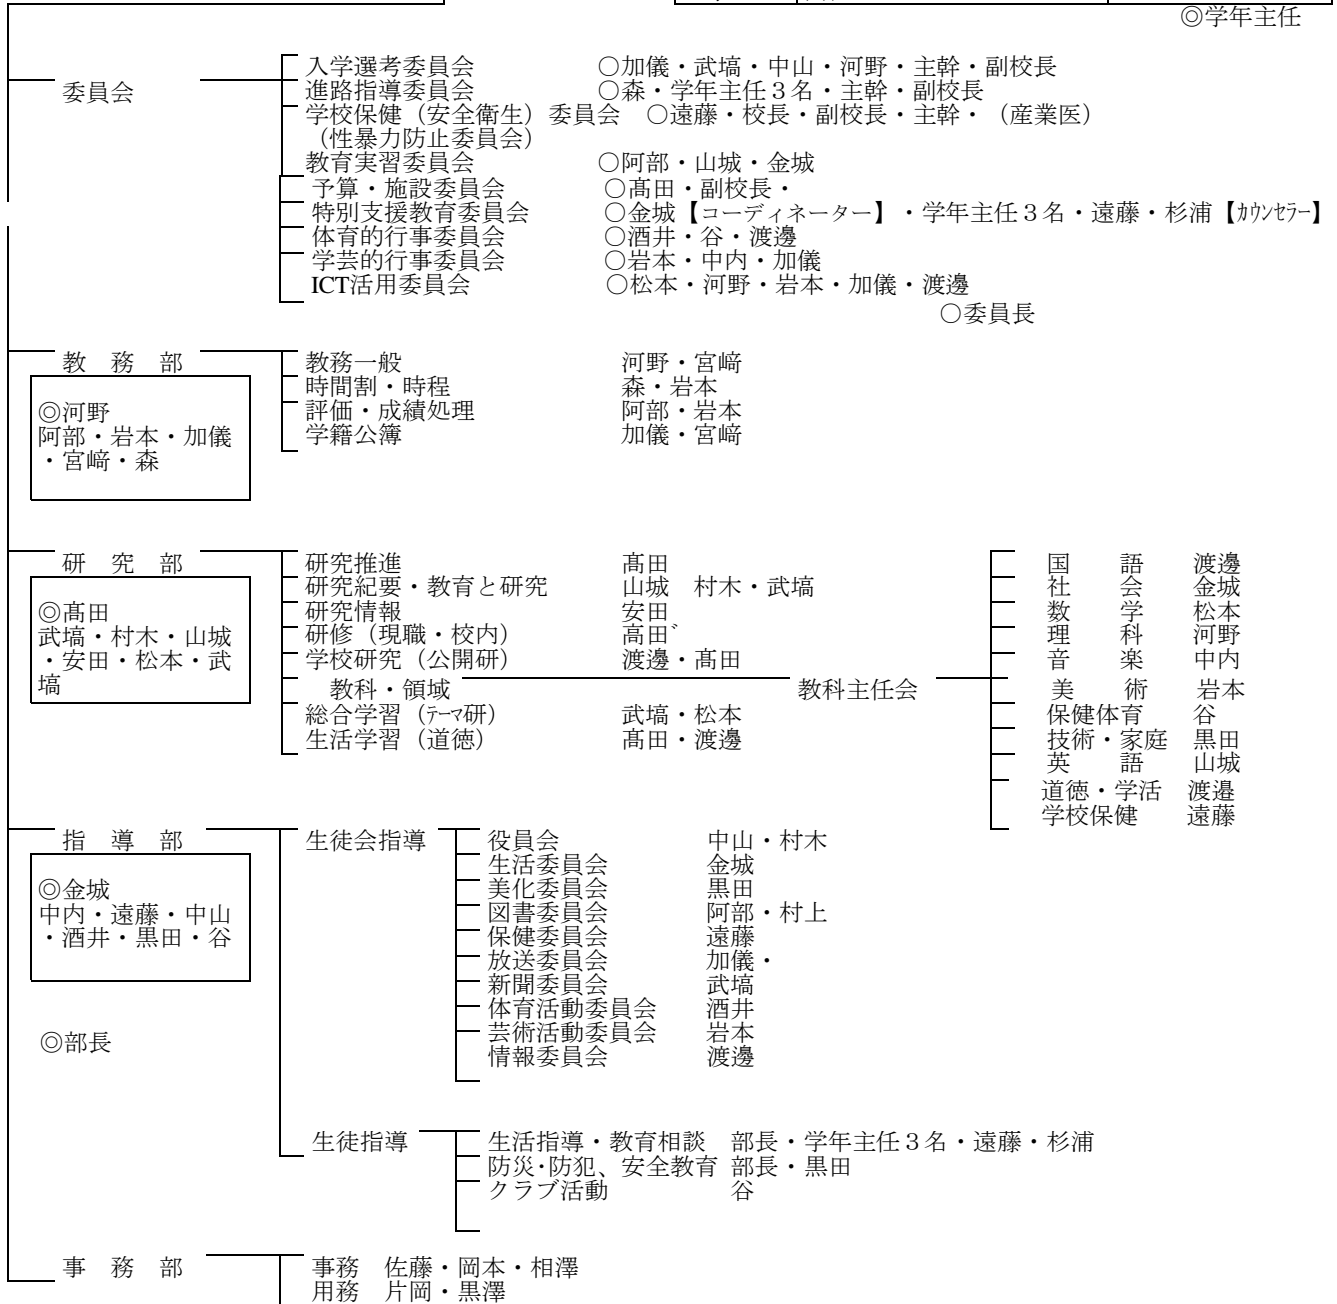 ◎学年主任
委員会
入学選考委員会 ○加儀・武塙・中山・河野・主幹・副校長
進路指導委員会 ○森・学年主任３名・主幹・副校長
学校保健（安全衛生）委員会 ○遠藤・校長・副校長・主幹・（産業医）
（性暴力防止委員会）
教育実習委員会 ○阿部・山城・金城
予算・施設委員会 ○髙田・副校長・
特別支援教育委員会 ○金城【コーディネーター】・学年主任３名・遠藤・杉浦【ｶｳﾝｾﾗｰ】
体育的行事委員会 ○酒井・谷・渡邊
学芸的行事委員会 ○岩本・中内・加儀
ICT活用委員会 ○松本・河野・岩本・加儀・渡邊
○委員長
教 務 部
◎河野
阿部・岩本・加儀
・宮﨑・森
教務一般 河野・宮﨑
時間割・時程 森・岩本
評価・成績処理 阿部・岩本
学籍公簿 加儀・宮﨑
研 究 部
◎髙田
武塙・村木・山城
・安田・松本・武
塙
研究推進 髙田
研究紀要・教育と研究 山城 村木・武塙
研究情報 安田
研修（現職・校内） 高田゛
学校研究（公開研） 渡邊・髙田
教科・領域 教科主任会
総合学習（ﾃｰﾏ研） 武塙・松本
生活学習（道徳） 髙田・渡邊
国 語 渡邊
社 会 金城
数 学 松本
理 科 河野
音 楽 中内
美 術 岩本
保健体育 谷
技術・家庭 黒田
英 語 山城
道徳・学活 渡邊
学校保健 遠藤
指 導 部
◎金城
中内・遠藤・中山
・酒井・黒田・谷
◎部長
生徒会指導
役員会 中山・村木
生活委員会 金城
美化委員会 黒田
図書委員会 阿部・村上
保健委員会 遠藤
放送委員会 加儀・
新聞委員会 武塙
体育活動委員会 酒井
芸術活動委員会 岩本
情報委員会 渡邊
生徒指導
生活指導・教育相談 部長・学年主任３名・遠藤・杉浦
防災・防犯、安全教育 部長・黒田
クラブ活動 谷
事 務 部
事務 佐藤・岡本・相澤
用務 片岡・黒澤